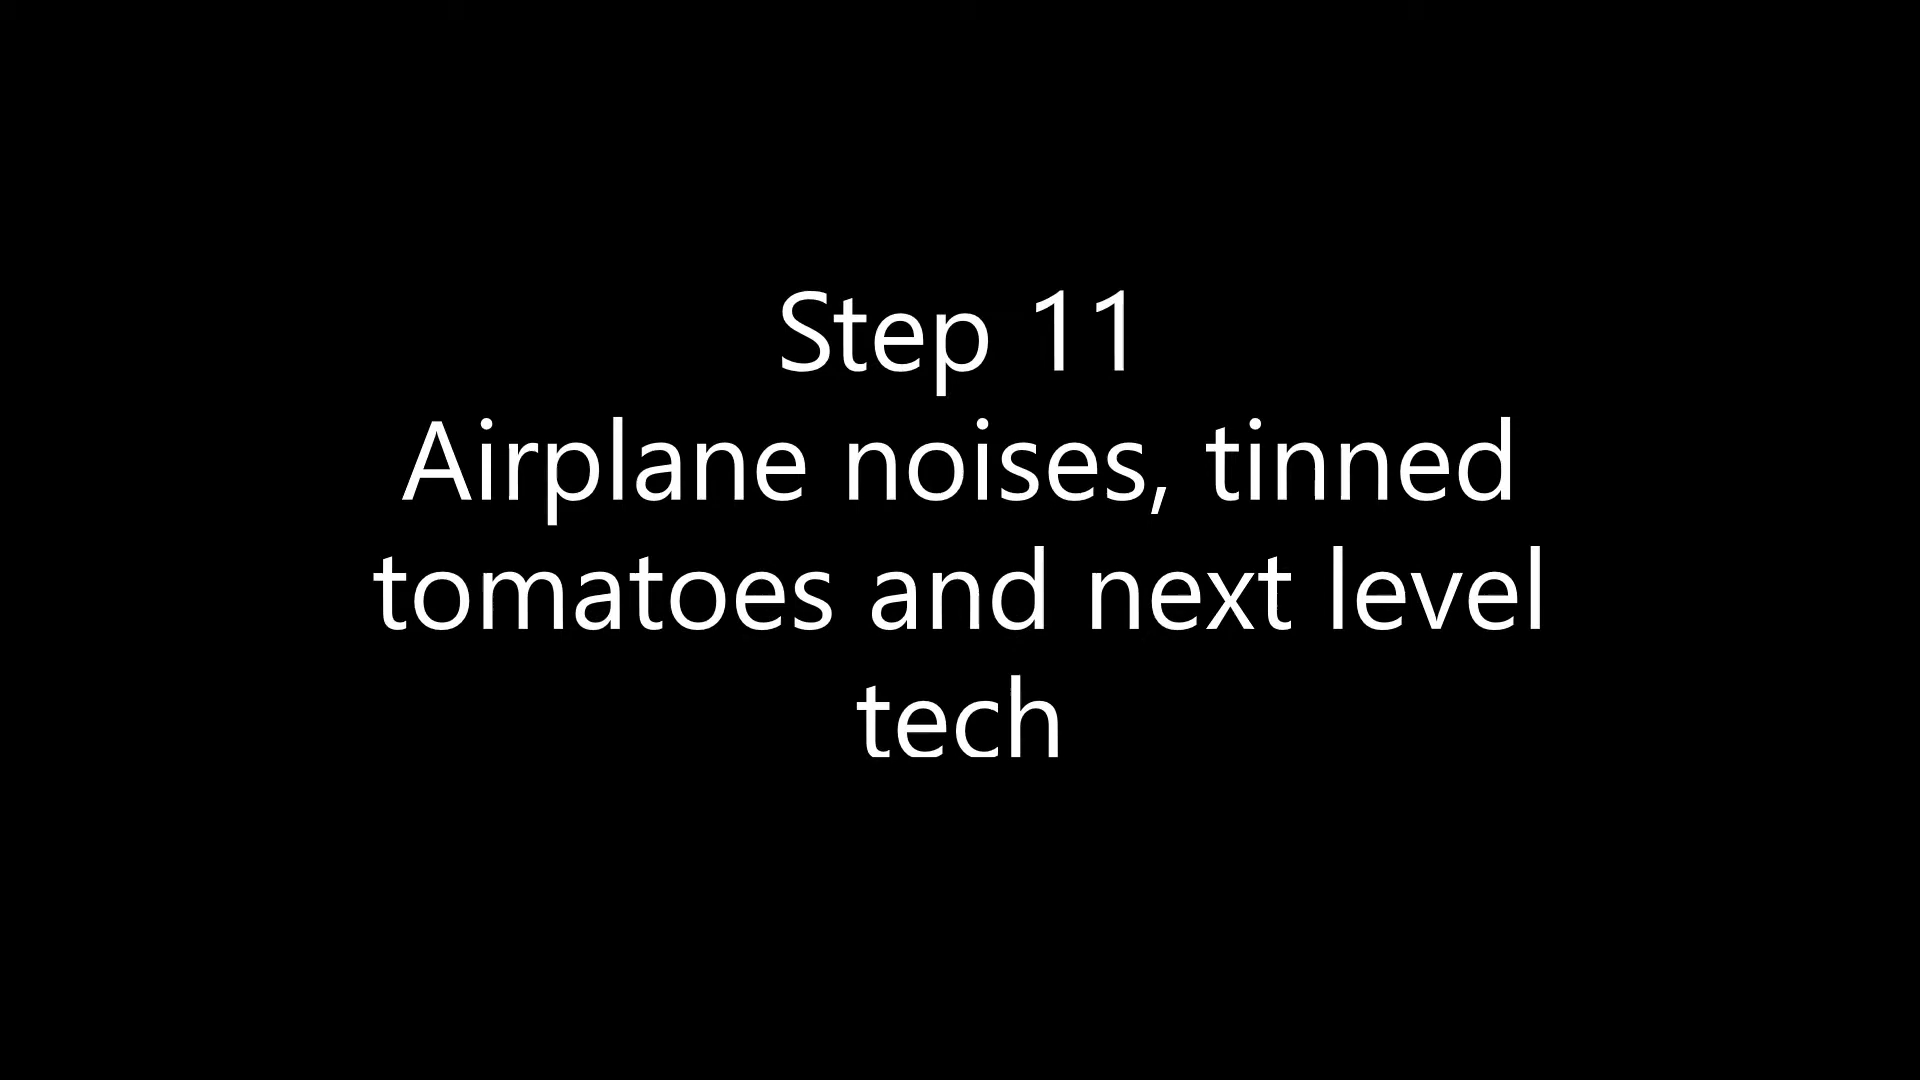 Step 11
Airplane noises, tinned
tomatoes and next level
tech